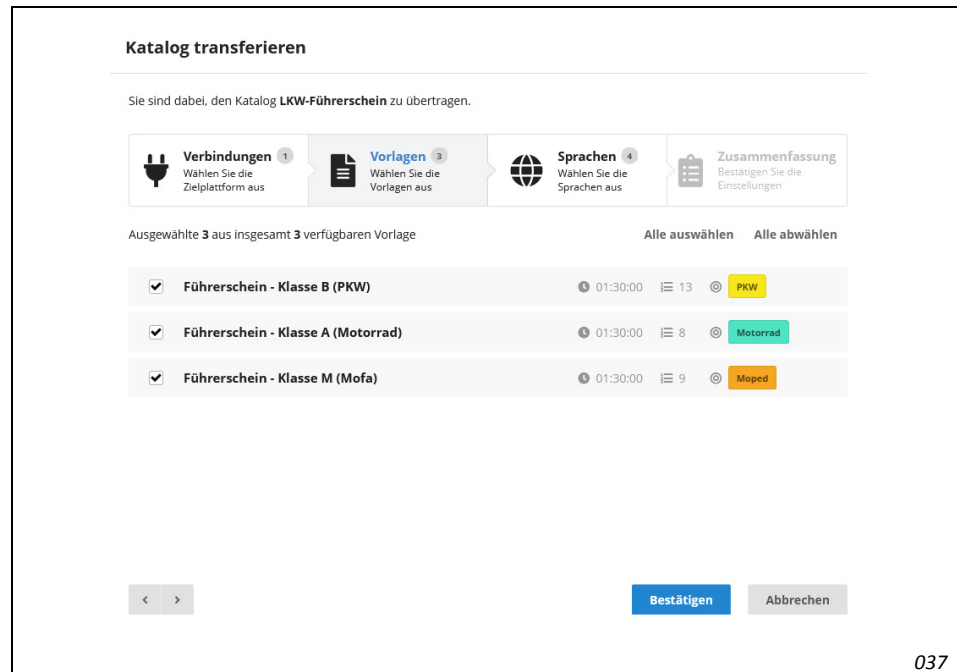 Katalog transferieren
Sie sind dabei, den Katalog LKW-Führerschein zu übertragen.
Verbindungen 1
Wählen Sie die
Zielplattform aus
Vorlagen 3
Wählen Sie die
Vorlagen aus
Sprachen 4
Wählen Sie die
Sprachen aus
Zusammenfassung
Bestätigen Sie die
Einstellungen
Ausgewählte 3 aus insgesamt 3 verfügbaren Vorlage
Alle auswählen Alle abwählen
Führerschein - Klasse B (PKW) 01:30:00 13 PKW
Führerschein - Klasse A (Motorrad) 01:30:00 8 Motorrad
Führerschein - Klasse M (Mofa) 01:30:00 9 Moped
< > Bestätigen Abbrechen
037